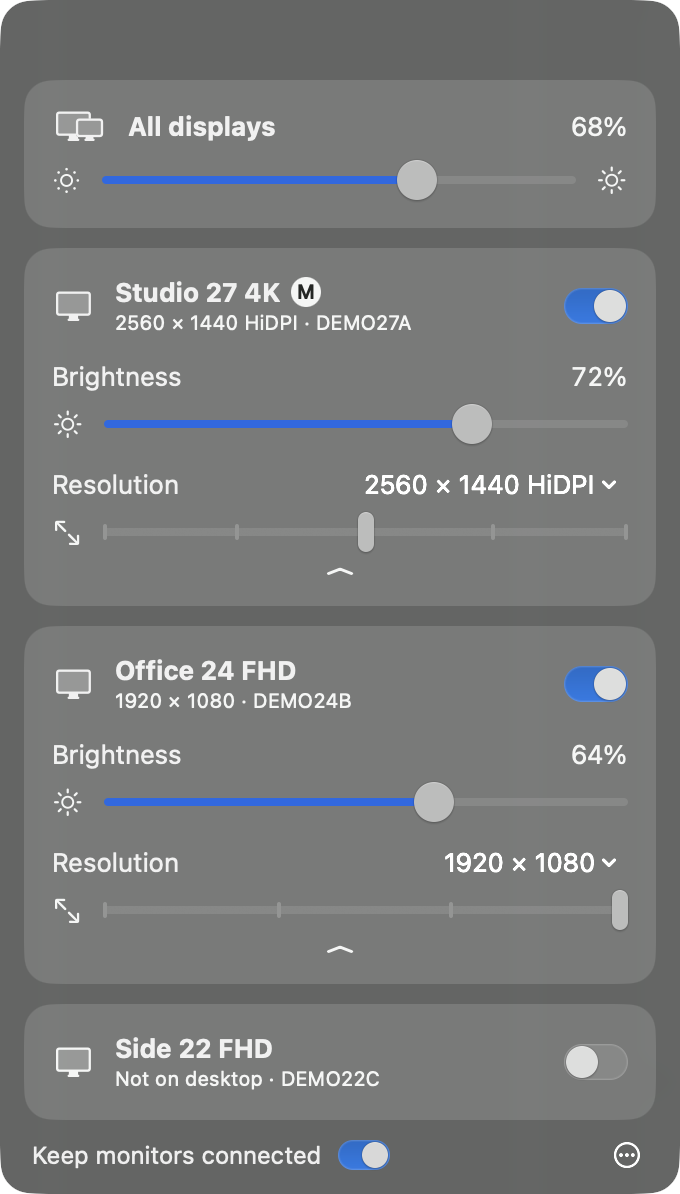 All displays 68%
Studio 27 4K M
2560 × 1440 HiDPI · DEMO27A
Brightness 72%
Resolution 2560 × 1440 HiDPI
Office 24 FHD
1920 × 1080 · DEMO24B
Brightness 64%
Resolution 1920 × 1080
Side 22 FHD
Not on desktop · DEMO22C
Keep monitors connected